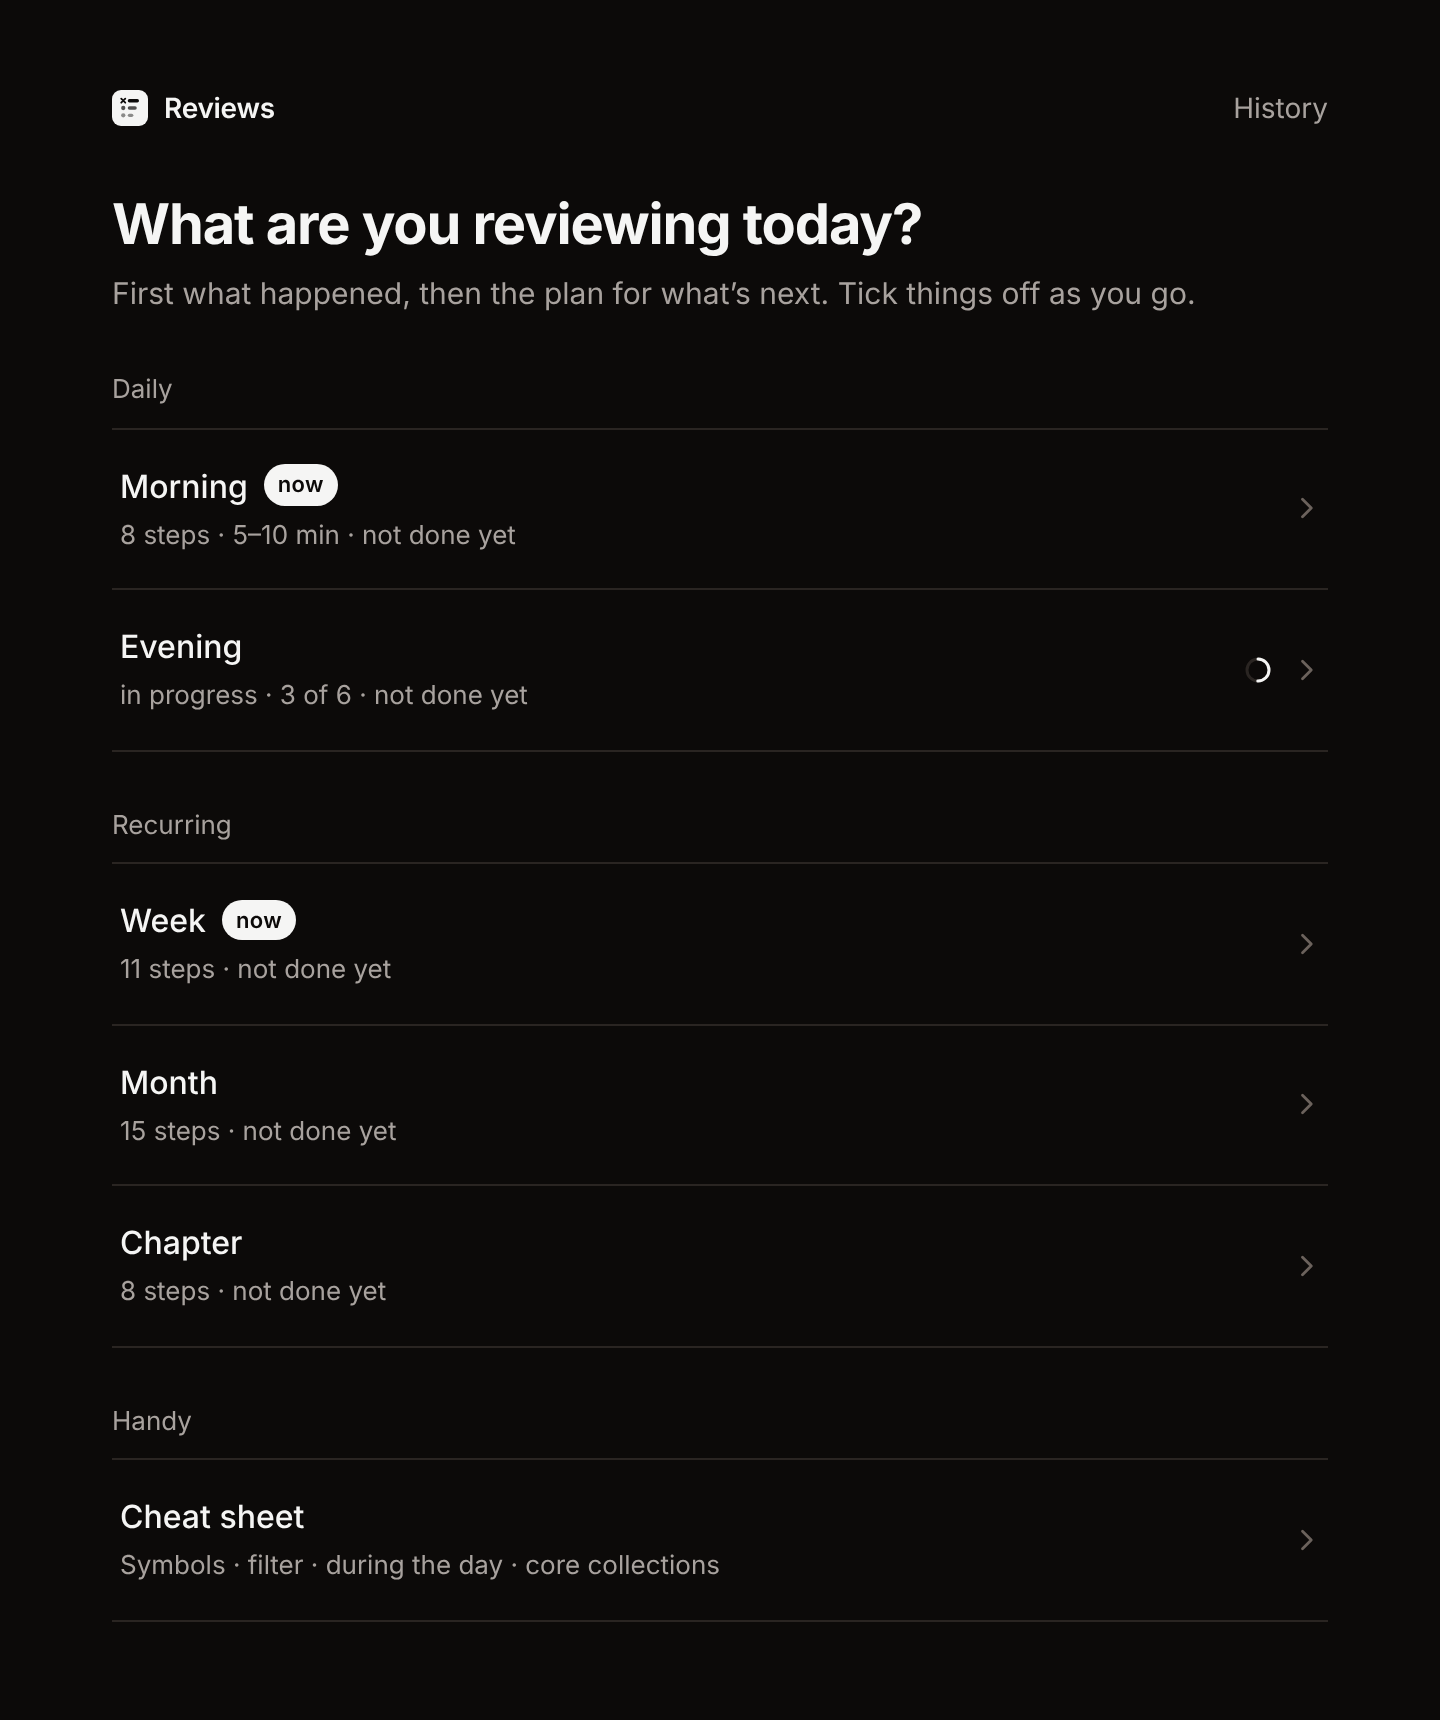 Reviews
History
What are you reviewing today?
First what happened, then the plan for what’s next. Tick things off as you go.
Daily
Morning now
8 steps · 5–10 min · not done yet
Evening
in progress · 3 of 6 · not done yet
Recurring
Week now
11 steps · not done yet
Month
15 steps · not done yet
Chapter
8 steps · not done yet
Handy
Cheat sheet
Symbols · filter · during the day · core collections